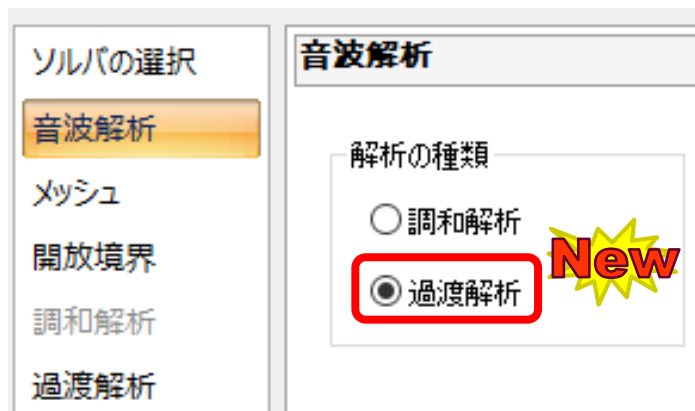 ソルバの選択
音波解析
メッシュ
開放境界
調和解析
過渡解析
音波解析
解析の種類
調和解析
過渡解析
New